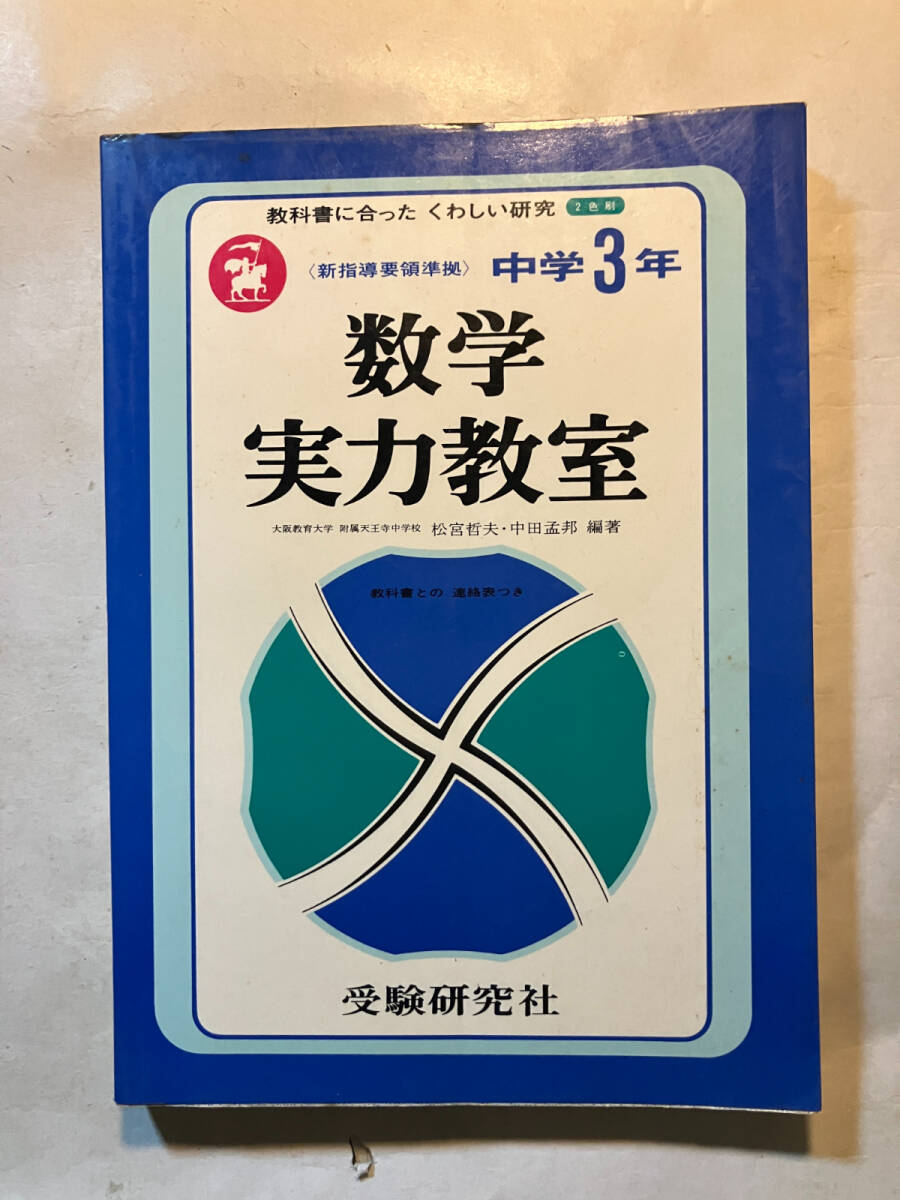 教科書に合った くわしい研究 2色刷
〈新指導要領準拠〉 中学3年
数学
実力教室
大阪教育大学 附属天王寺中学校 松宮哲夫・中田孟邦 編著
教科書との 連絡表つき
0
受験研究社